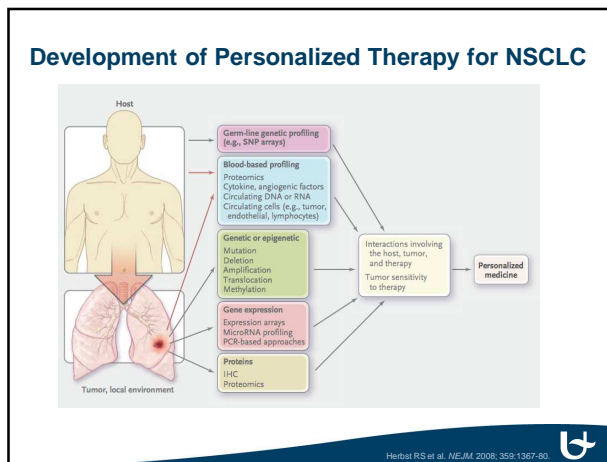 Development of Personalized Therapy for NSCLC
Host
Germ-line genetic profiling
(e.g., SNP arrays)
Blood-based profiling
Proteomics
Cytokine, angiogenic factors
Circulating DNA or RNA
Circulating cells (e.g., tumor,
endothelial, lymphocytes)
Genetic or epigenetic
Mutation
Deletion
Amplification
Translocation
Methylation
Gene expression
Expression arrays
MicroRNA profiling
PCR-based approaches
Proteins
IHC
Proteomics
Tumor, local environment
Interactions involving
the host, tumor,
and therapy
Tumor sensitivity
to therapy
Personalized
medicine
Herbst RS et al. NEJM. 2008; 359:1367-80.